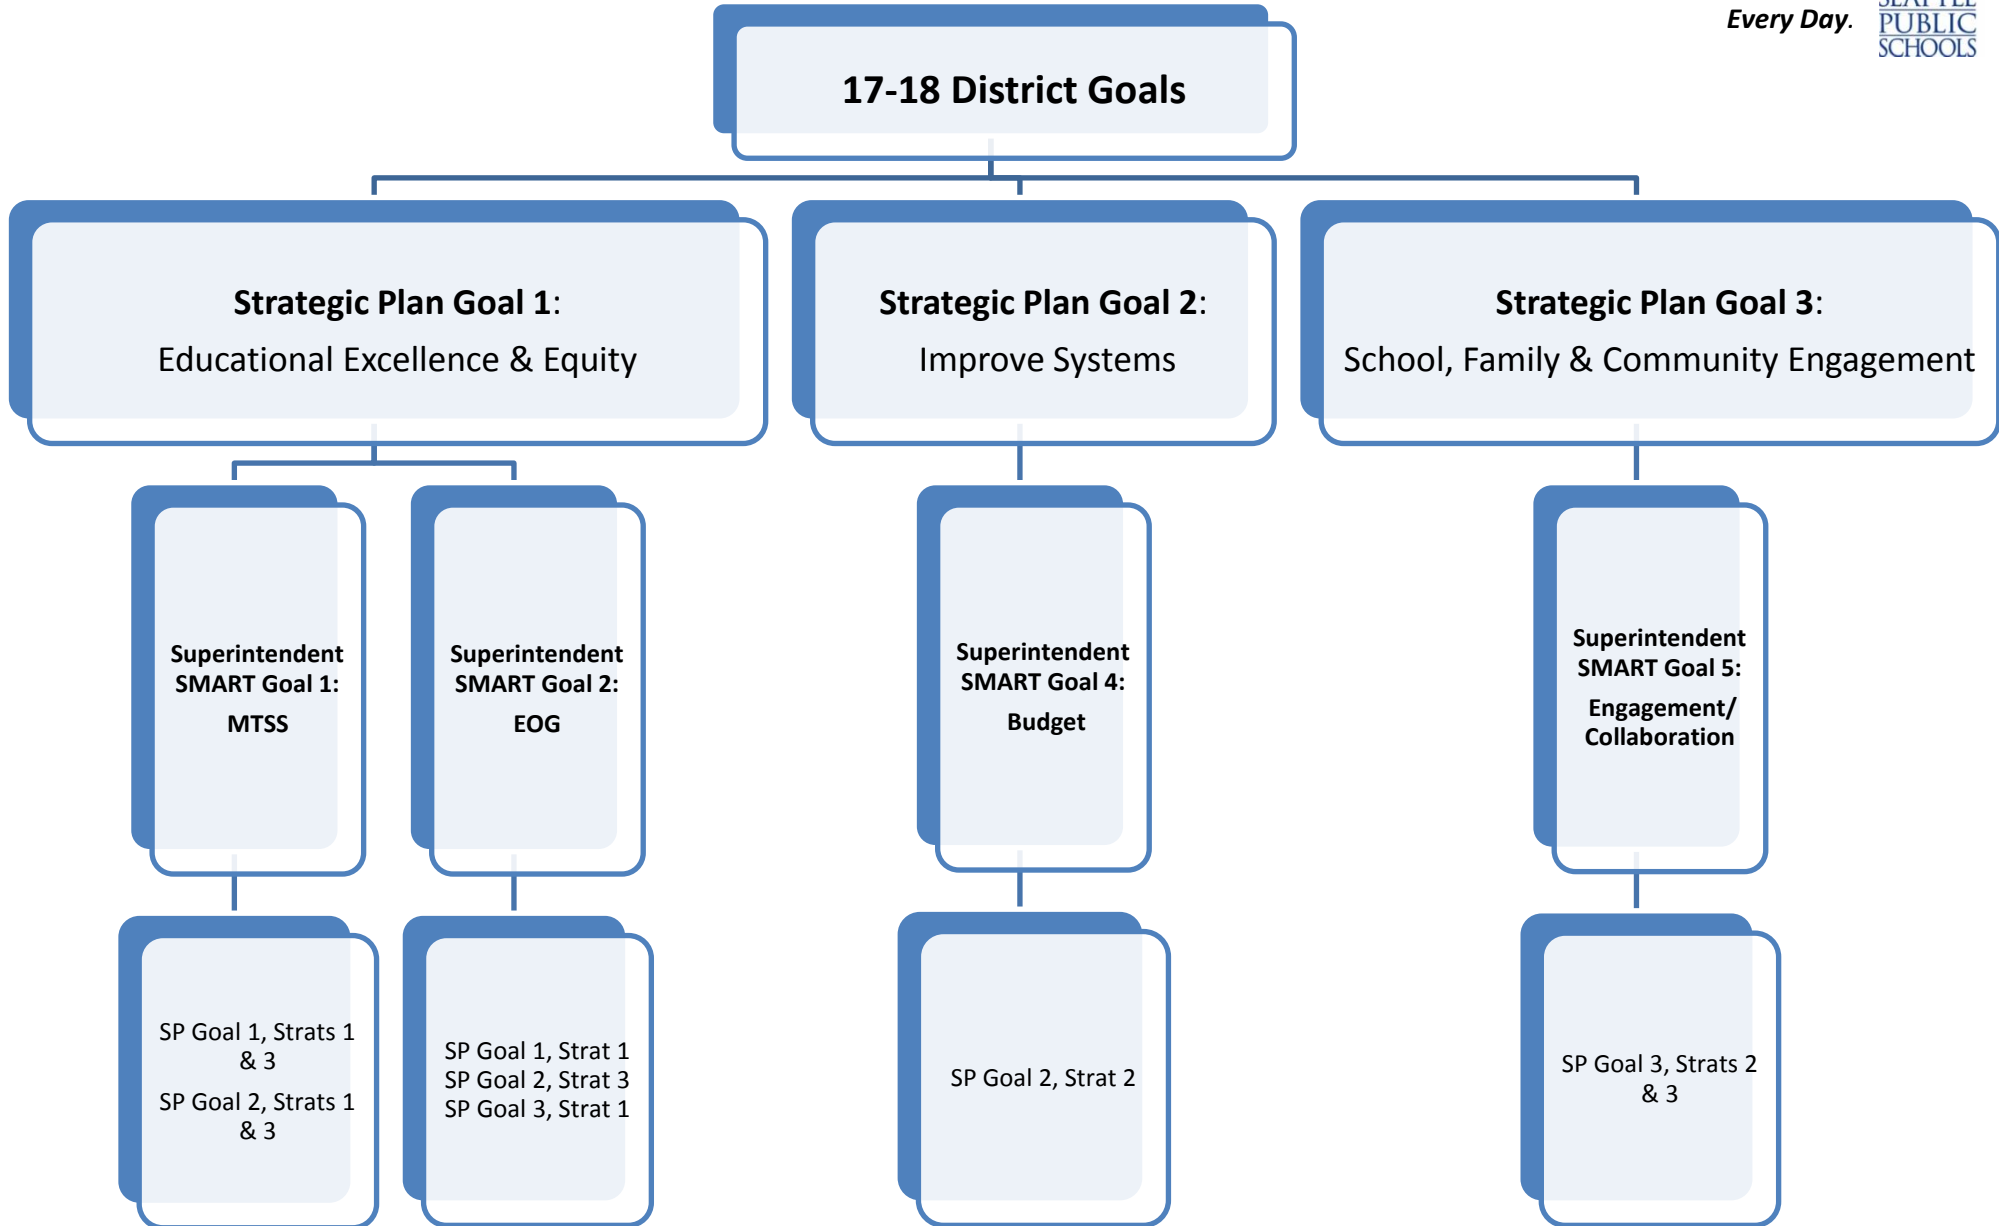 Every Day.
PUBLIC
SCHOOLS
17-18 District Goals
Strategic Plan Goal 1:
Educational Excellence & Equity
Strategic Plan Goal 2:
Improve Systems
Strategic Plan Goal 3:
School, Family & Community Engagement
Superintendent
SMART Goal 1:
MTSS
Superintendent
SMART Goal 2:
EOG
Superintendent
SMART Goal 4:
Budget
Superintendent
SMART Goal 5:
Engagement/
Collaboration
SP Goal 1, Strats 1
& 3
SP Goal 2, Strats 1
& 3
SP Goal 1, Strat 1
SP Goal 2, Strat 3
SP Goal 3, Strat 1
SP Goal 2, Strat 2
SP Goal 3, Strats 2
& 3